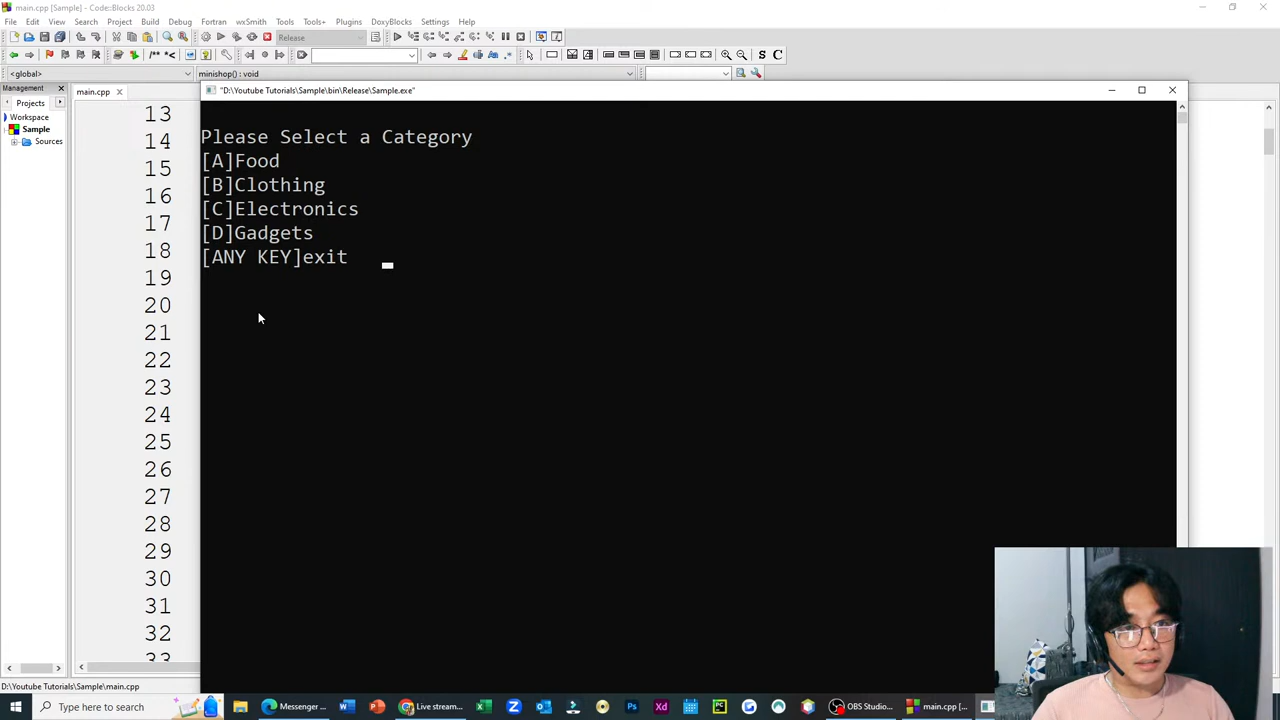 main.cpp [Sample] - Code::Blocks 20.03
File Edit View Search Project Build Debug Fortran wxSmith Tools Tools+ Plugins DoxyBlocks Settings Help
Release
<global> minishop() : void
Management
Projects
Workspace
Sample
Sources
main.cpp
"D:\Youtube Tutorials\Sample\bin\Release\Sample.exe"
13
14
15
16
17
18
19
20
21
22
23
24
25
26
27
28
29
30
31
32
33
Please Select a Category
[A]Food
[B]Clothing
[C]Electronics
[D]Gadgets
[ANY KEY]exit
D:\Youtube Tutorials\Sample\main.cpp
Type here to search
Messenger ...
Live stream...
OBS Studio...
main.cpp [...